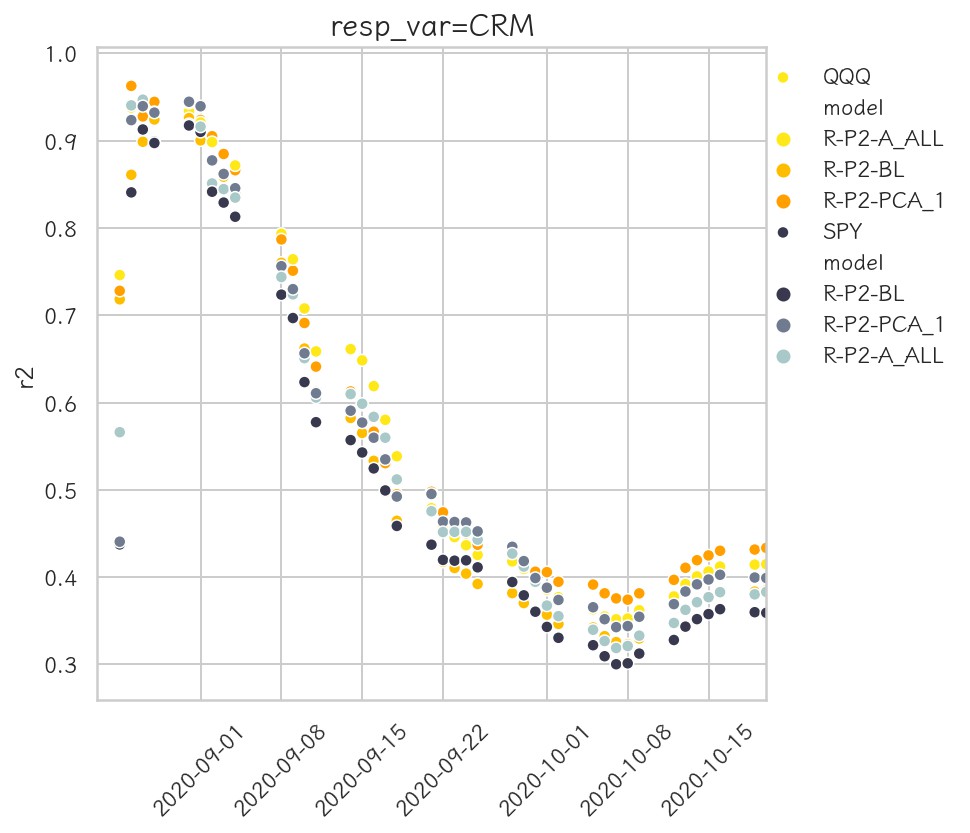 resp_var=CRM
1.0
0.9
0.8
0.7
0.6
0.5
0.4
0.3
r2
2020-09-01
2020-09-08
2020-09-15
2020-09-22
2020-10-01
2020-10-08
2020-10-15
QQQ
model
R-P2-A_ALL
R-P2-BL
R-P2-PCA_1
SPY
model
R-P2-BL
R-P2-PCA_1
R-P2-A_ALL